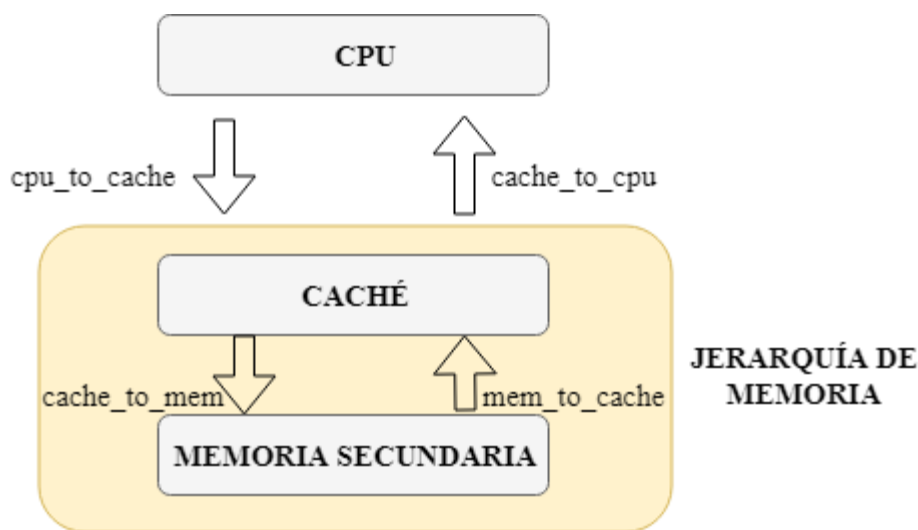 CPU
cpu_to_cache
cache_to_cpu
CACHÉ
JERARQUÍA DE
MEMORIA
cache_to_mem
mem_to_cache
MEMORIA SECUNDARIA